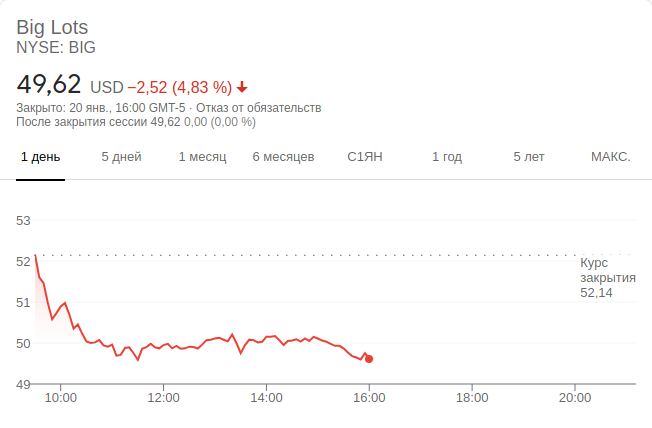 Big Lots
NYSE: BIG
49,62 USD −2,52 (4,83 %)
Закрыто: 20 янв., 16:00 GMT-5 · Отказ от обязательств
После закрытия сессии 49,62 0,00 (0,00 %)
1 день 5 дней 1 месяц 6 месяцев С1ЯН 1 год 5 лет МАКС.
53
52
51
50
49
Курс
закрытия
52,14
10:00 12:00 14:00 16:00 18:00 20:00